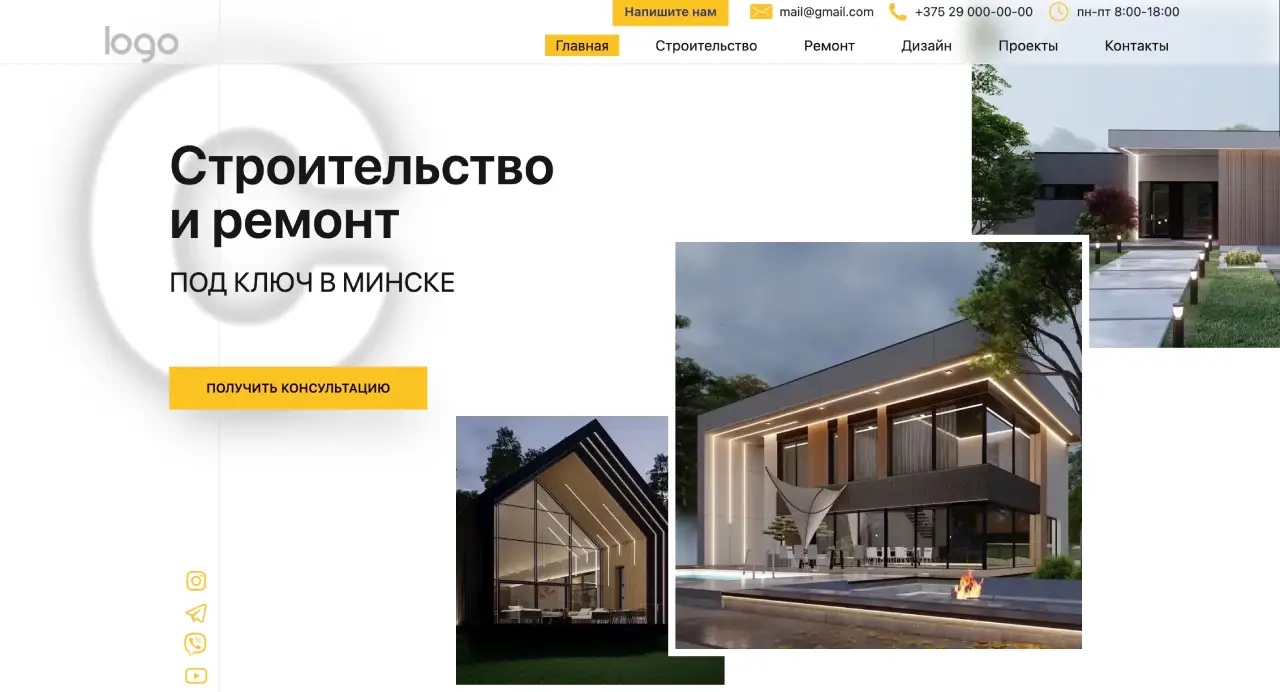 Напишите нам
mail@gmail.com
+375 29 000-00-00
пн-пт 8:00-18:00
logo
Главная
Строительство
Ремонт
Дизайн
Проекты
Контакты
С
Строительство
и ремонт
ПОД КЛЮЧ В МИНСКЕ
ПОЛУЧИТЬ КОНСУЛЬТАЦИЮ